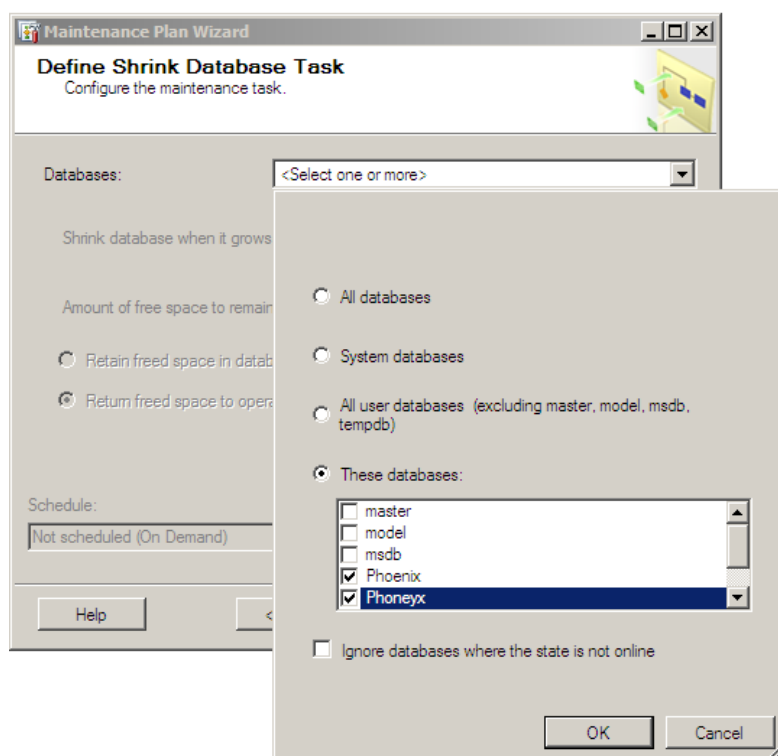 Maintenance Plan Wizard
Define Shrink Database Task
Configure the maintenance task.
Databases:
<Select one or more>
Shrink database when it grows
Amount of free space to remain
Retain freed space in datab
Return freed space to opera
Schedule:
Not scheduled (On Demand)
Help
<
All databases
System databases
All user databases (excluding master, model, msdb,
tempdb)
These databases:
master
model
msdb
Phoenix
Phoneyx
Ignore databases where the state is not online
OK
Cancel